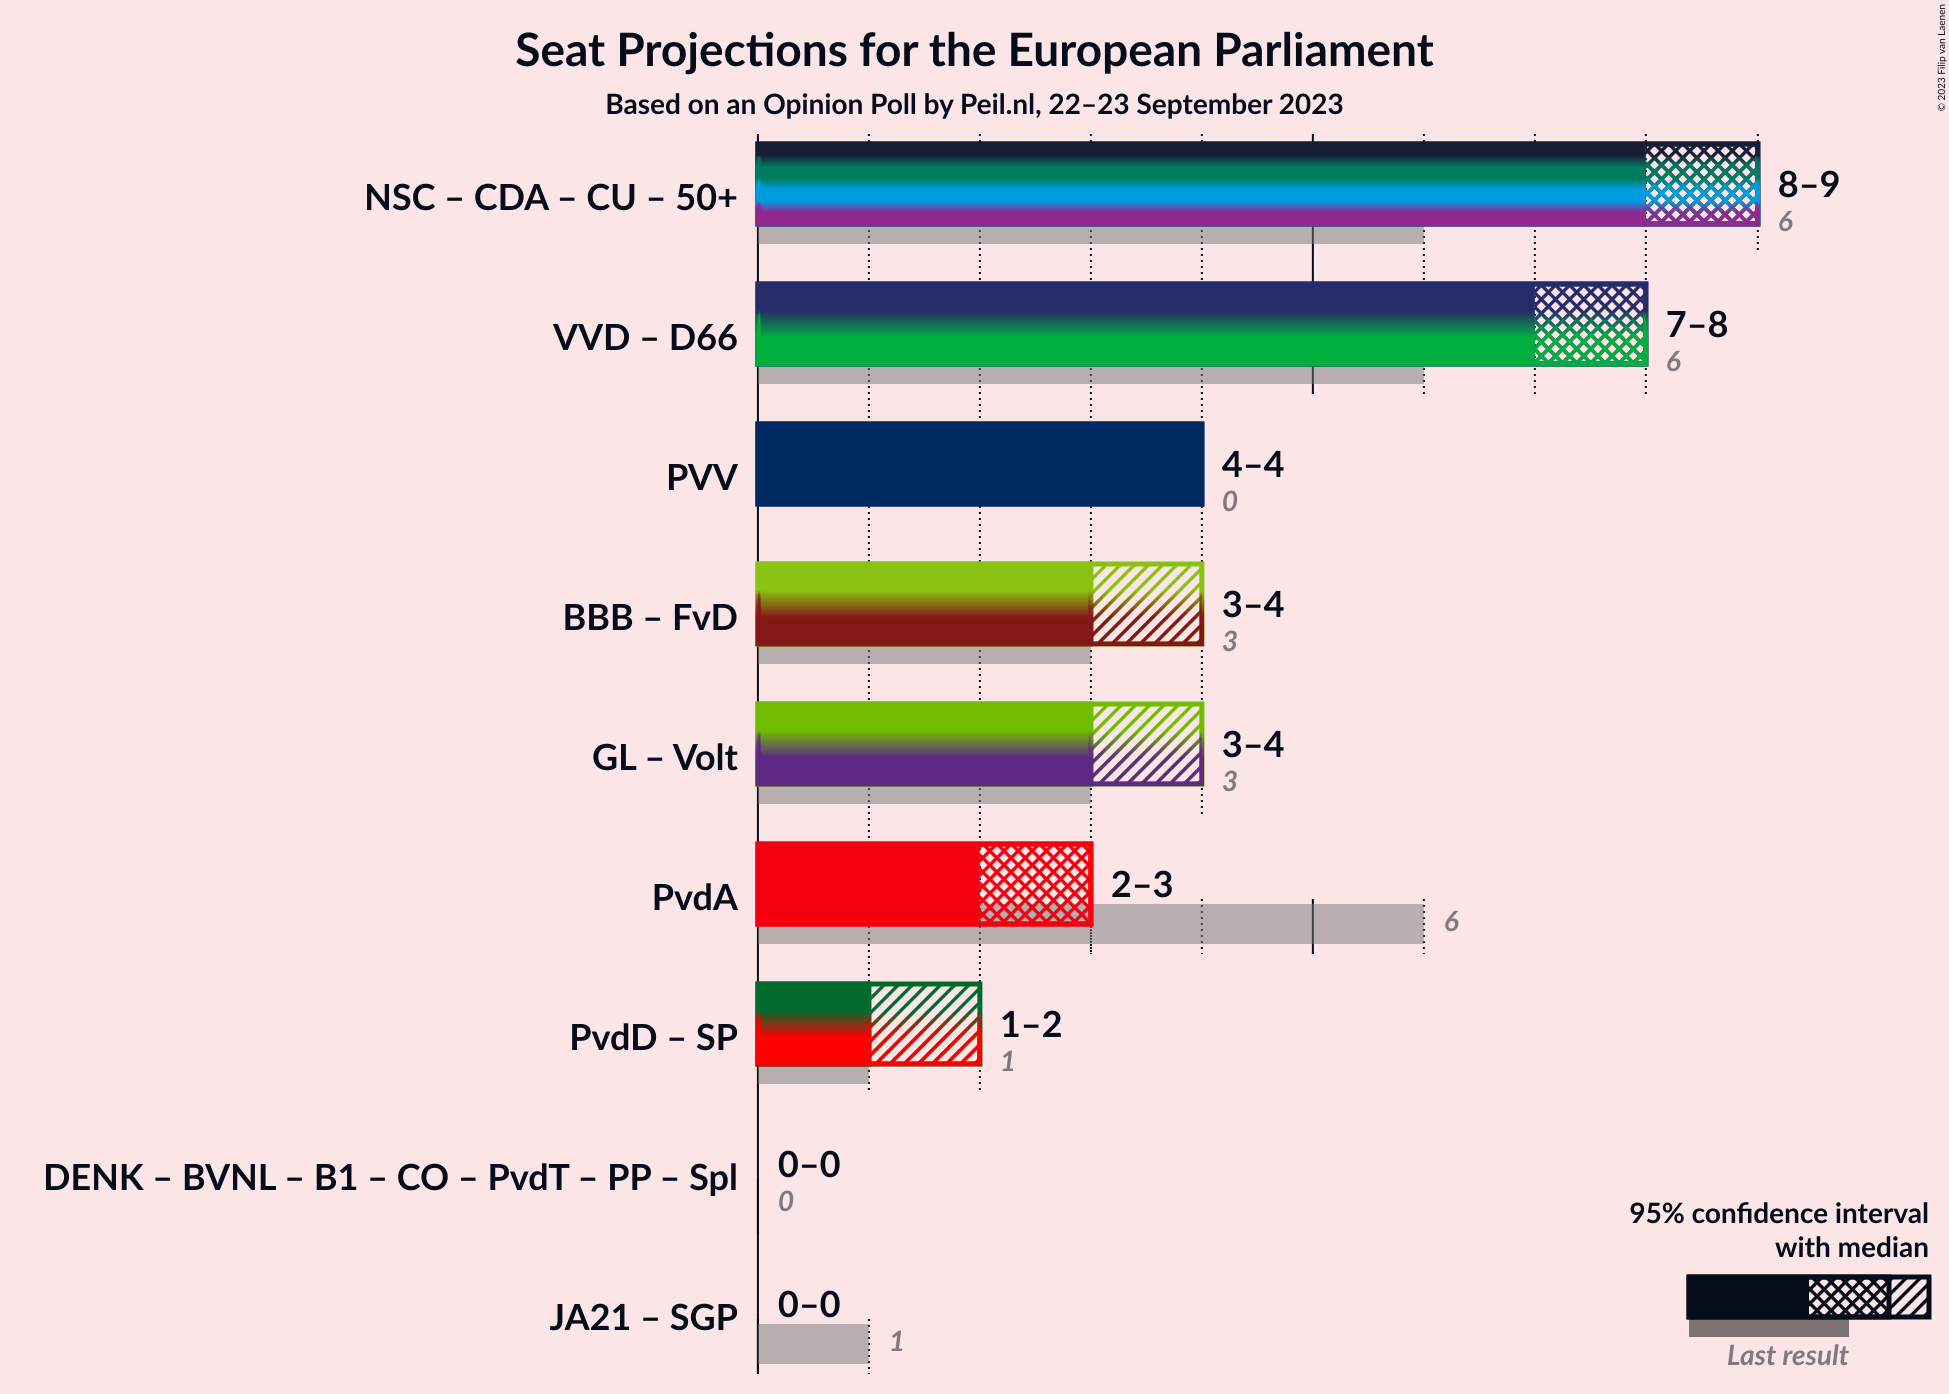 Seat Projections for the European Parliament
Based on an Opinion Poll by Peil.nl, 22–23 September 2023
© 2023 Filip van Laenen
NSC – CDA – CU – 50+
8–9
6
VVD – D66
7–8
6
PVV
4–4
0
BBB – FvD
3–4
3
GL – Volt
3–4
3
PvdA
2–3
6
PvdD – SP
1–2
1
DENK – BVNL – B1 – CO – PvdT – PP – Spl
0–0
0
JA21 – SGP
0–0
1
95% confidence interval
with median
Last result